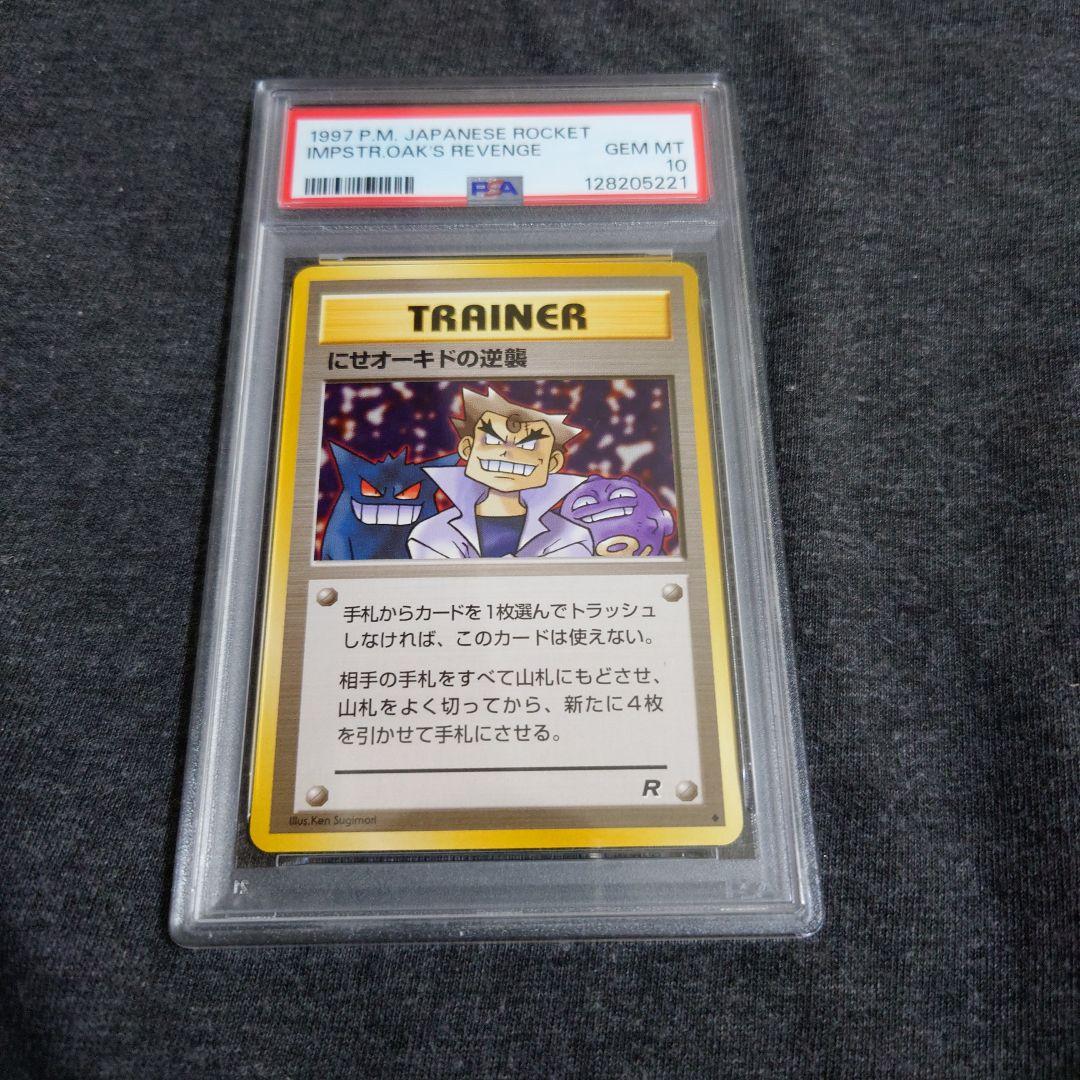 1997 P.M. JAPANESE ROCKET
IMPSTR.OAK'S REVENGE GEM MT
10
PSA 128205221
TRAINER
にせオーキドの逆襲
手札からカードを1枚選んでトラッシュ
しなければ、このカードは使えない。
相手の手札をすべて山札にもどさせ、
山札をよく切ってから、新たに4枚
を引かせて手札にさせる。
R
Illus.Ken Sugimori